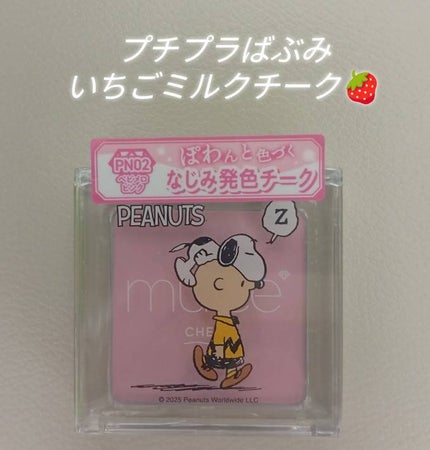 プチプラばぶみ
いちごミルクチーク🍓
PN02
ベビメロ
ピンク
ぽわんと色づく
なじみ発色チーク
PEANUTS
Z
CHE
© 2025 Peanuts Worldwide LLC